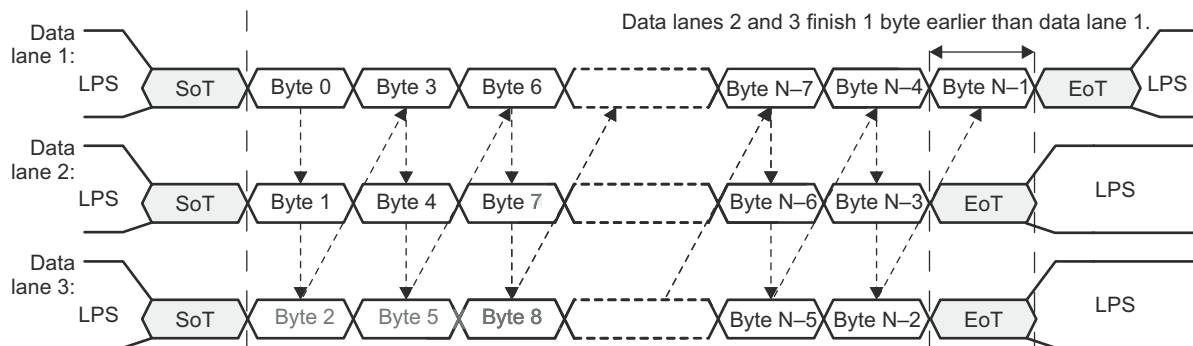 Data lanes 2 and 3 finish 1 byte earlier than data lane 1.
Data
lane 1:
LPS SoT Byte 0 Byte 3 Byte 6 Byte N–7 Byte N–4 Byte N–1 EoT LPS
Data
lane 2:
LPS SoT Byte 1 Byte 4 Byte 7 Byte N–6 Byte N–3 EoT LPS
Data
lane 3:
LPS SoT Byte 2 Byte 5 Byte 8 Byte N–5 Byte N–2 EoT LPS